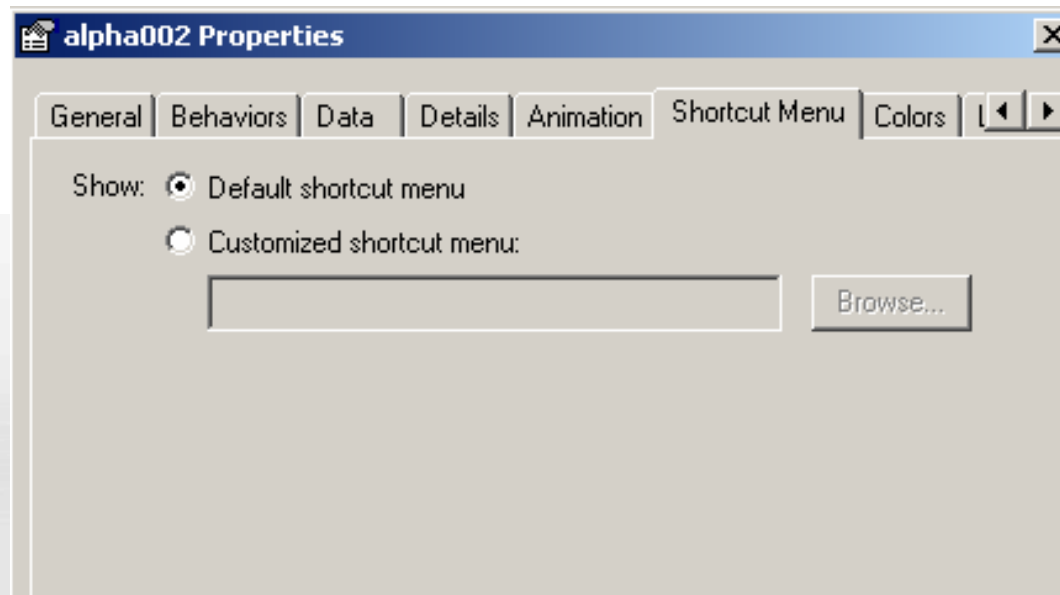 alpha002 Properties
General Behaviors Data Details Animation Shortcut Menu Colors
Show: Default shortcut menu
Customized shortcut menu:
Browse...